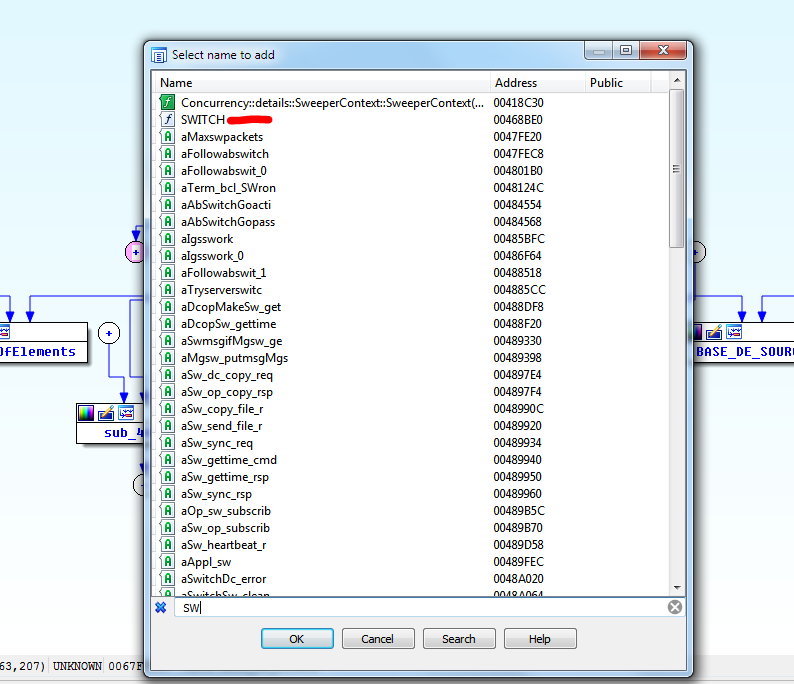 Select name to add
Name Address Public
Concurrency::details::SweeperContext::SweeperContext(... 00418C30
SWITCH 00468BE0
aMaxswpackets 0047FE20
aFollowabswitch 0047FEC8
aFollowabswit_0 004801B0
aTerm_bcl_SWron 0048124C
aAbSwitchGoacti 00484554
aAbSwitchGopass 00484568
aIgsswork 00485BFC
aIgsswork_0 00486F64
aFollowabswit_1 00488518
aTryserverswitc 004885CC
aDcopMakeSw_get 00488DF8
aDcopSw_gettime 00488F20
aSwmsgifMgsw_ge 00489330
aMgsw_putmsgMgs 00489398
aSw_dc_copy_req 004897E4
aSw_op_copy_rsp 004897F4
aSw_copy_file_r 0048990C
aSw_send_file_r 00489920
aSw_sync_req 00489934
aSw_gettime_cmd 00489940
aSw_gettime_rsp 00489950
aSw_sync_rsp 00489960
aOp_sw_subscrib 00489B5C
aSw_op_subscrib 00489B70
aSw_heartbeat_r 00489D58
aAppl_sw 00489FEC
aSwitchDc_error 0048A020
aSwitchSw_clean 0048A064
sw
OK Cancel Search Help
OfElements
sub_4
BASE_DE_SOUR
63,207) UNKNOWN 0067F